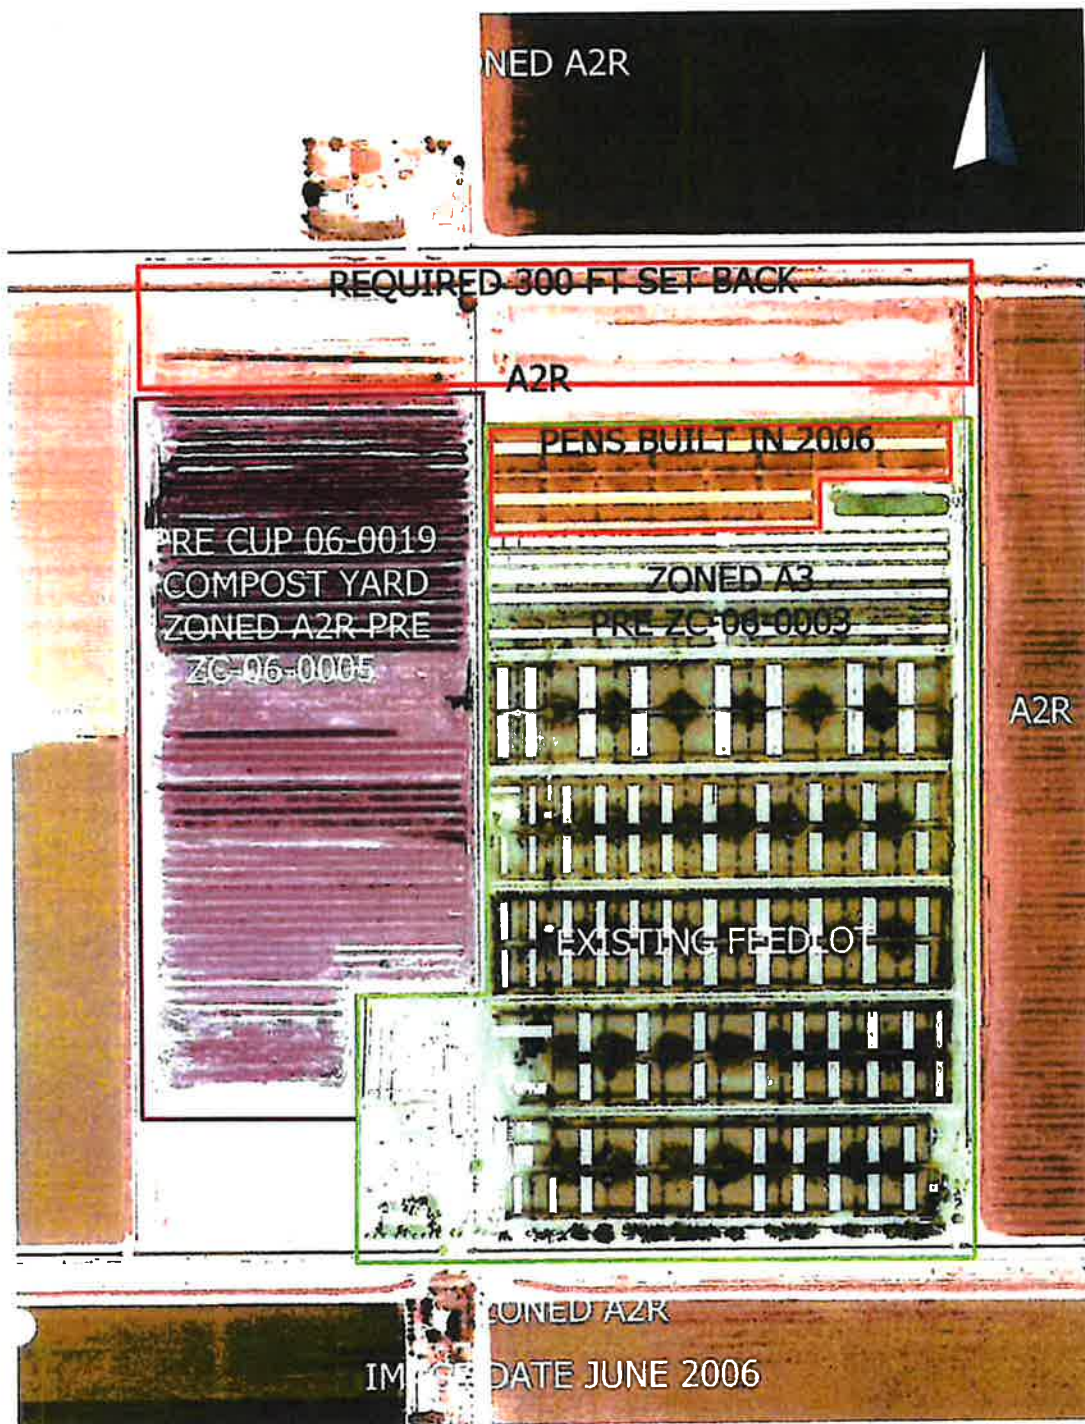 NED A2R
REQUIRED 300 FT SET BACK
A2R
PENS BUILT IN 2006
PRE CUP 06-0019
COMPOST YARD
ZONED A2R PRE
ZC-06-0005
ZONED A3
PRE ZC-06-0003
A2R
EXISTING FEEDLOT
ZONED A2R
DATE JUNE 2006